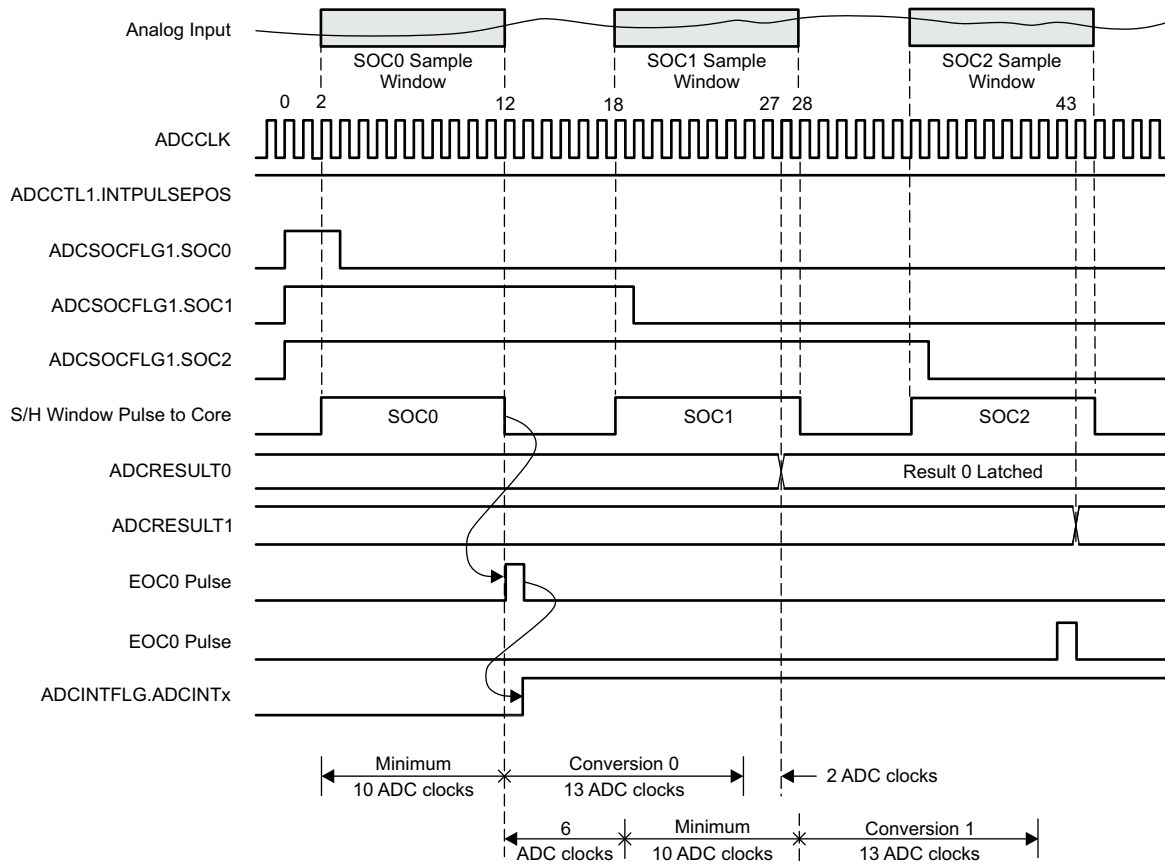 Analog Input
SOC0 Sample
Window
SOC1 Sample
Window
SOC2 Sample
Window
0 2 12 18 27 28 43
ADCCLK
ADCCTL1.INTPULSEPOS
ADCSOCFLG1.SOC0
ADCSOCFLG1.SOC1
ADCSOCFLG1.SOC2
S/H Window Pulse to Core SOC0 SOC1 SOC2
ADCRESULT0 Result 0 Latched
ADCRESULT1
EOC0 Pulse
EOC0 Pulse
ADCINTFLG.ADCINTx
Minimum
10 ADC clocks
Conversion 0
13 ADC clocks
2 ADC clocks
6
ADC clocks
Minimum
10 ADC clocks
Conversion 1
13 ADC clocks